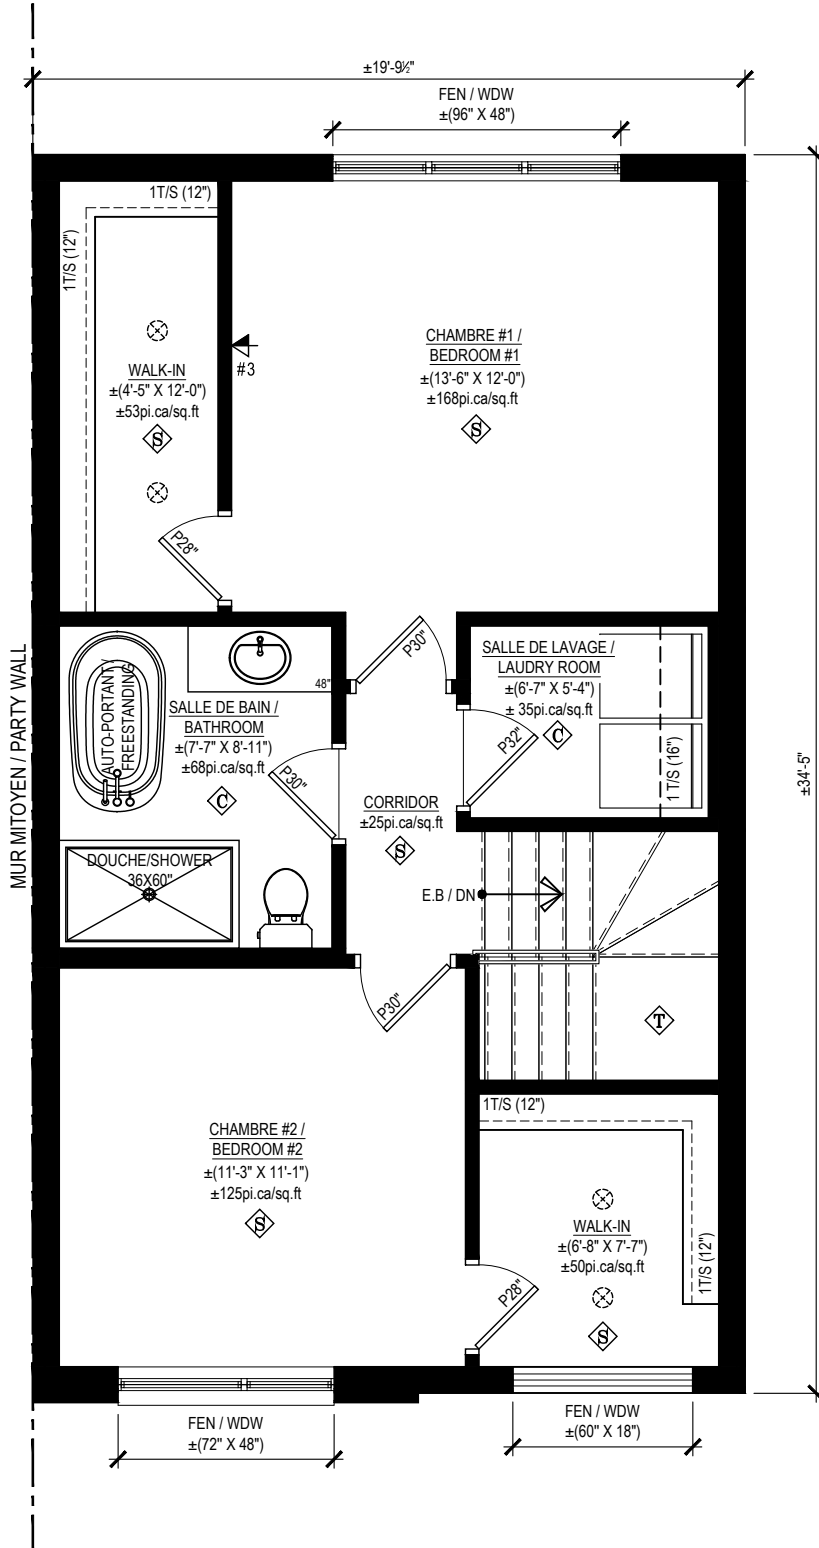 ±19'-9½"
FEN / WDW
±(96" X 48")
1T/S (12")
1T/S (12")
WALK-IN
±(4'-5" X 12'-0")
±53pi.ca/sq.ft
S
#3
CHAMBRE #1 /
BEDROOM #1
±(13'-6" X 12'-0")
±168pi.ca/sq.ft
S
P28"
P30"
MUR MITOYEN / PARTY WALL
AUTO-PORTANT /
FREESTANDING
48"
SALLE DE BAIN /
BATHROOM
±(7'-7" X 8'-11")
±68pi.ca/sq.ft
C
P30"
SALLE DE LAVAGE /
LAUDRY ROOM
±(6'-7" X 5'-4")
± 35pi.ca/sq.ft
C
P32"
1 T/S (16")
±34'-5"
CORRIDOR
±25pi.ca/sq.ft
S
DOUCHE/SHOWER
36X60"
E.B / DN
P30"
T
CHAMBRE #2 /
BEDROOM #2
±(11'-3" X 11'-1")
±125pi.ca/sq.ft
S
1T/S (12")
WALK-IN
±(6'-8" X 7'-7")
±50pi.ca/sq.ft
S
1T/S (12")
P28"
FEN / WDW
±(72" X 48")
FEN / WDW
±(60" X 18")